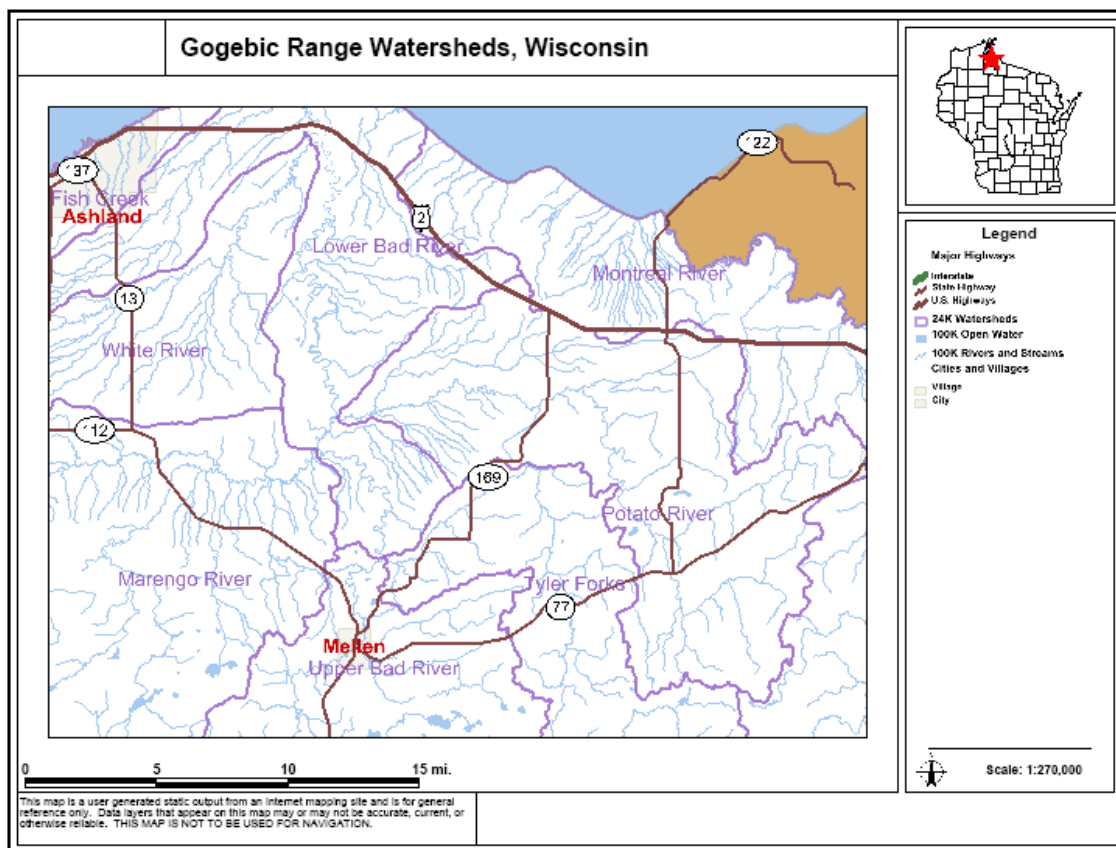 Gogebic Range Watersheds, Wisconsin
122
137
Fish Creek
Ashland
2
Lower Bad River
Montreal River
13
White River
112
169
Potato River
Marengo River
Tyler Forks
77
Mellen
Upper Bad River
Legend
Major Highways
Interstate
State Highway
U.S. Highways
24K Watersheds
100K Open Water
100K Rivers and Streams
Cities and Villages
Village
City
0 5 10 15 mi.
Scale: 1:270,000
This map is a user generated static output from an Internet mapping site and is for general
reference only. Data layers that appear on this map may or may not be accurate, current, or
otherwise reliable. THIS MAP IS NOT TO BE USED FOR NAVIGATION.